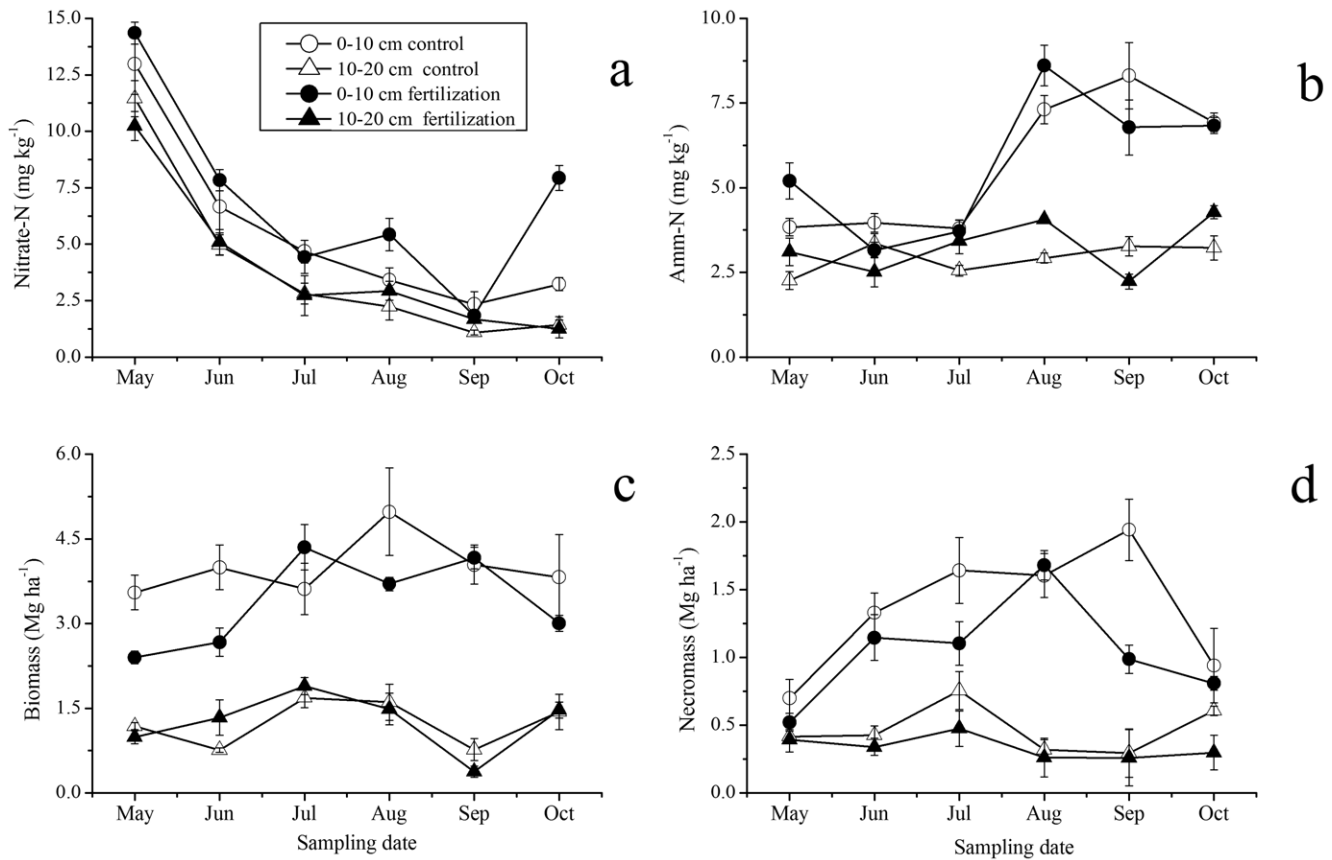 15.0
12.5
10.0
7.5
5.0
2.5
0.0
Nitrate-N (mg kg-1)
0-10 cm control
10-20 cm control
0-10 cm fertilization
10-20 cm fertilization
a
May Jun Jul Aug Sep Oct
10.0
7.5
5.0
2.5
0.0
Amm-N (mg kg-1)
b
May Jun Jul Aug Sep Oct
6.0
4.5
3.0
1.5
0.0
Biomass (Mg ha-1)
c
May Jun Jul Aug Sep Oct
Sampling date
2.5
2.0
1.5
1.0
0.5
0.0
Necromass (Mg ha-1)
d
May Jun Jul Aug Sep Oct
Sampling date